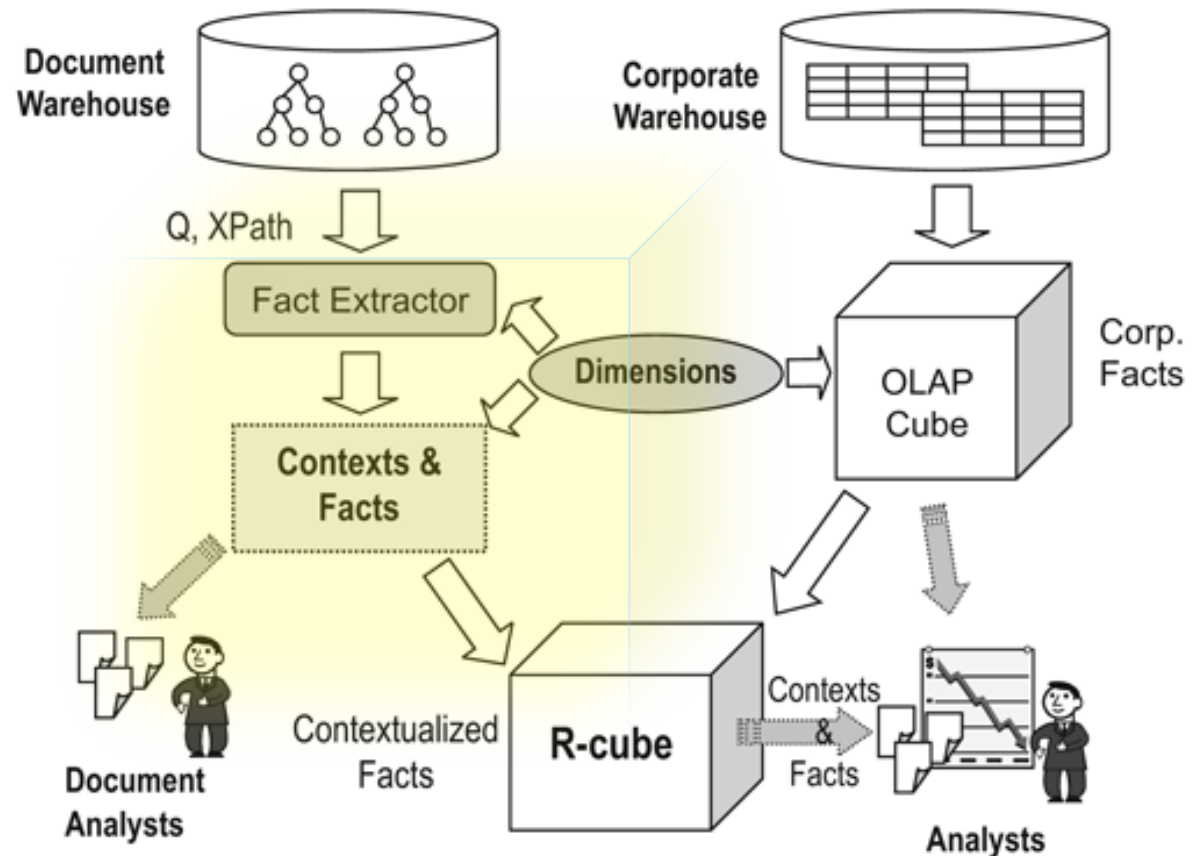 Document
Warehouse
Corporate
Warehouse
Q, XPath
Fact Extractor
Dimensions
OLAP
Cube
Corp.
Facts
Contexts &
Facts
Contextualized
Facts
R-cube
Contexts
&
Facts
$
Document
Analysts
Analysts